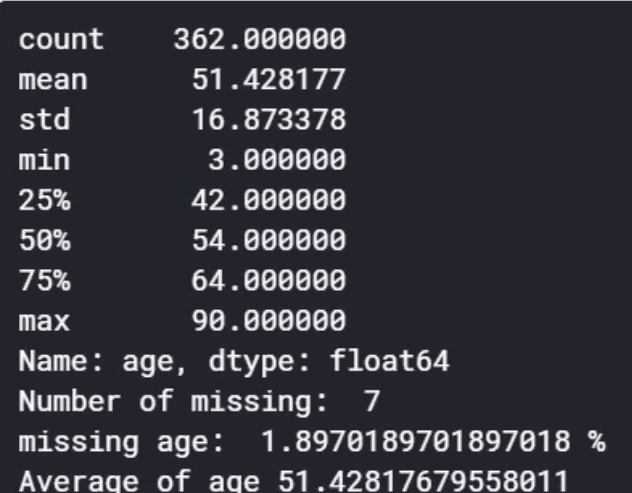 count 362.000000
mean 51.428177
std 16.873378
min 3.000000
25% 42.000000
50% 54.000000
75% 64.000000
max 90.000000
Name: age, dtype: float64
Number of missing: 7
missing age: 1.8970189701897018 %
Average of age 51.42817679558011